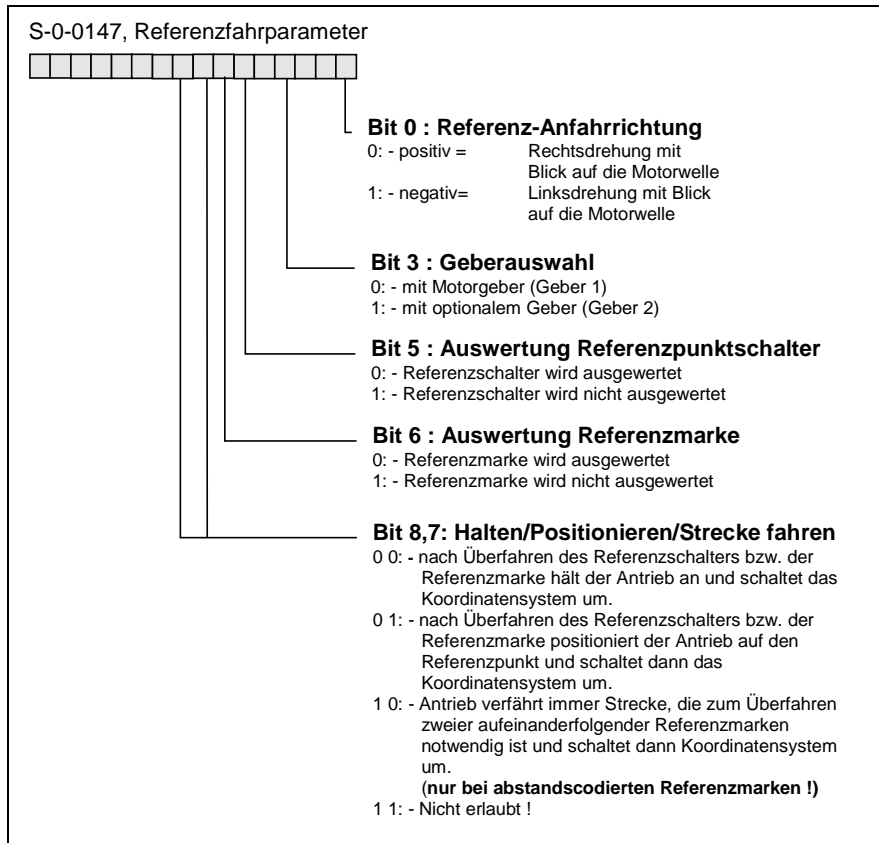 S-0-0147, Referenzfahrparameter
Bit 0 : Referenz-Anfahrrichtung
0: - positiv = Rechtsdrehung mit
Blick auf die Motorwelle
1: - negativ= Linksdrehung mit Blick
auf die Motorwelle
Bit 3 : Geberauswahl
0: - mit Motorgeber (Geber 1)
1: - mit optionalem Geber (Geber 2)
Bit 5 : Auswertung Referenzpunktschalter
0: - Referenzschalter wird ausgewertet
1: - Referenzschalter wird nicht ausgewertet
Bit 6 : Auswertung Referenzmarke
0: - Referenzmarke wird ausgewertet
1: - Referenzmarke wird nicht ausgewertet
Bit 8,7: Halten/Positionieren/Strecke fahren
0 0: - nach Überfahren des Referenzschalters bzw. der
Referenzmarke hält der Antrieb an und schaltet das
Koordinatensystem um.
0 1: - nach Überfahren des Referenzschalters bzw. der
Referenzmarke positioniert der Antrieb auf den
Referenzpunkt und schaltet dann das
Koordinatensystem um.
1 0: - Antrieb verfährt immer Strecke, die zum Überfahren
zweier aufeinanderfolgender Referenzmarken
notwendig ist und schaltet dann Koordinatensystem
um.
(nur bei abstandscodierten Referenzmarken !)
1 1: - Nicht erlaubt !